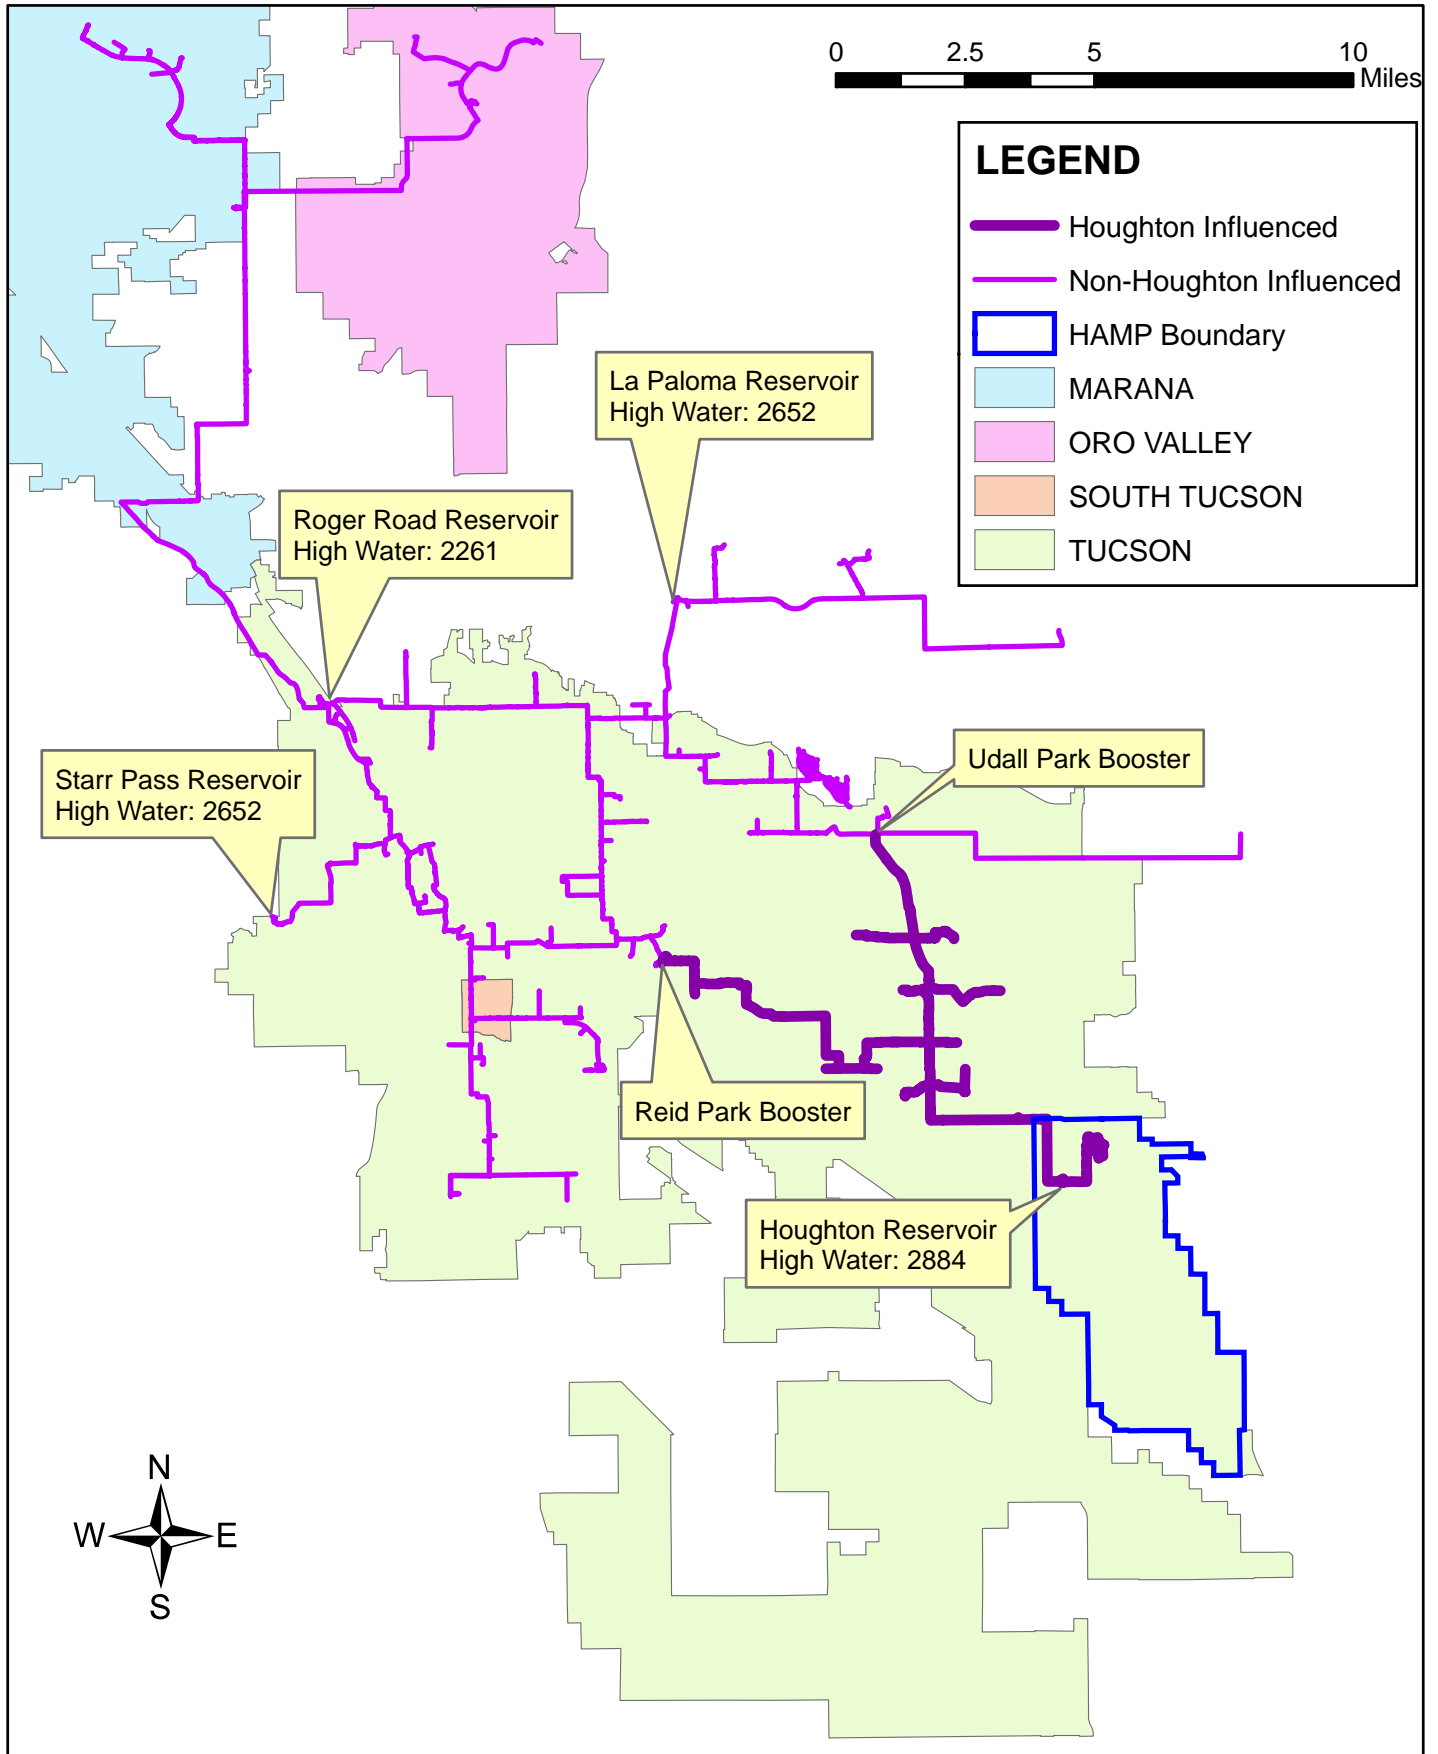 0 2.5 5 10
Miles
LEGEND
Houghton Influenced
Non-Houghton Influenced
HAMP Boundary
MARANA
ORO VALLEY
SOUTH TUCSON
TUCSON
La Paloma Reservoir
High Water: 2652
Roger Road Reservoir
High Water: 2261
Udall Park Booster
Starr Pass Reservoir
High Water: 2652
Reid Park Booster
Houghton Reservoir
High Water: 2884
N
W E
S